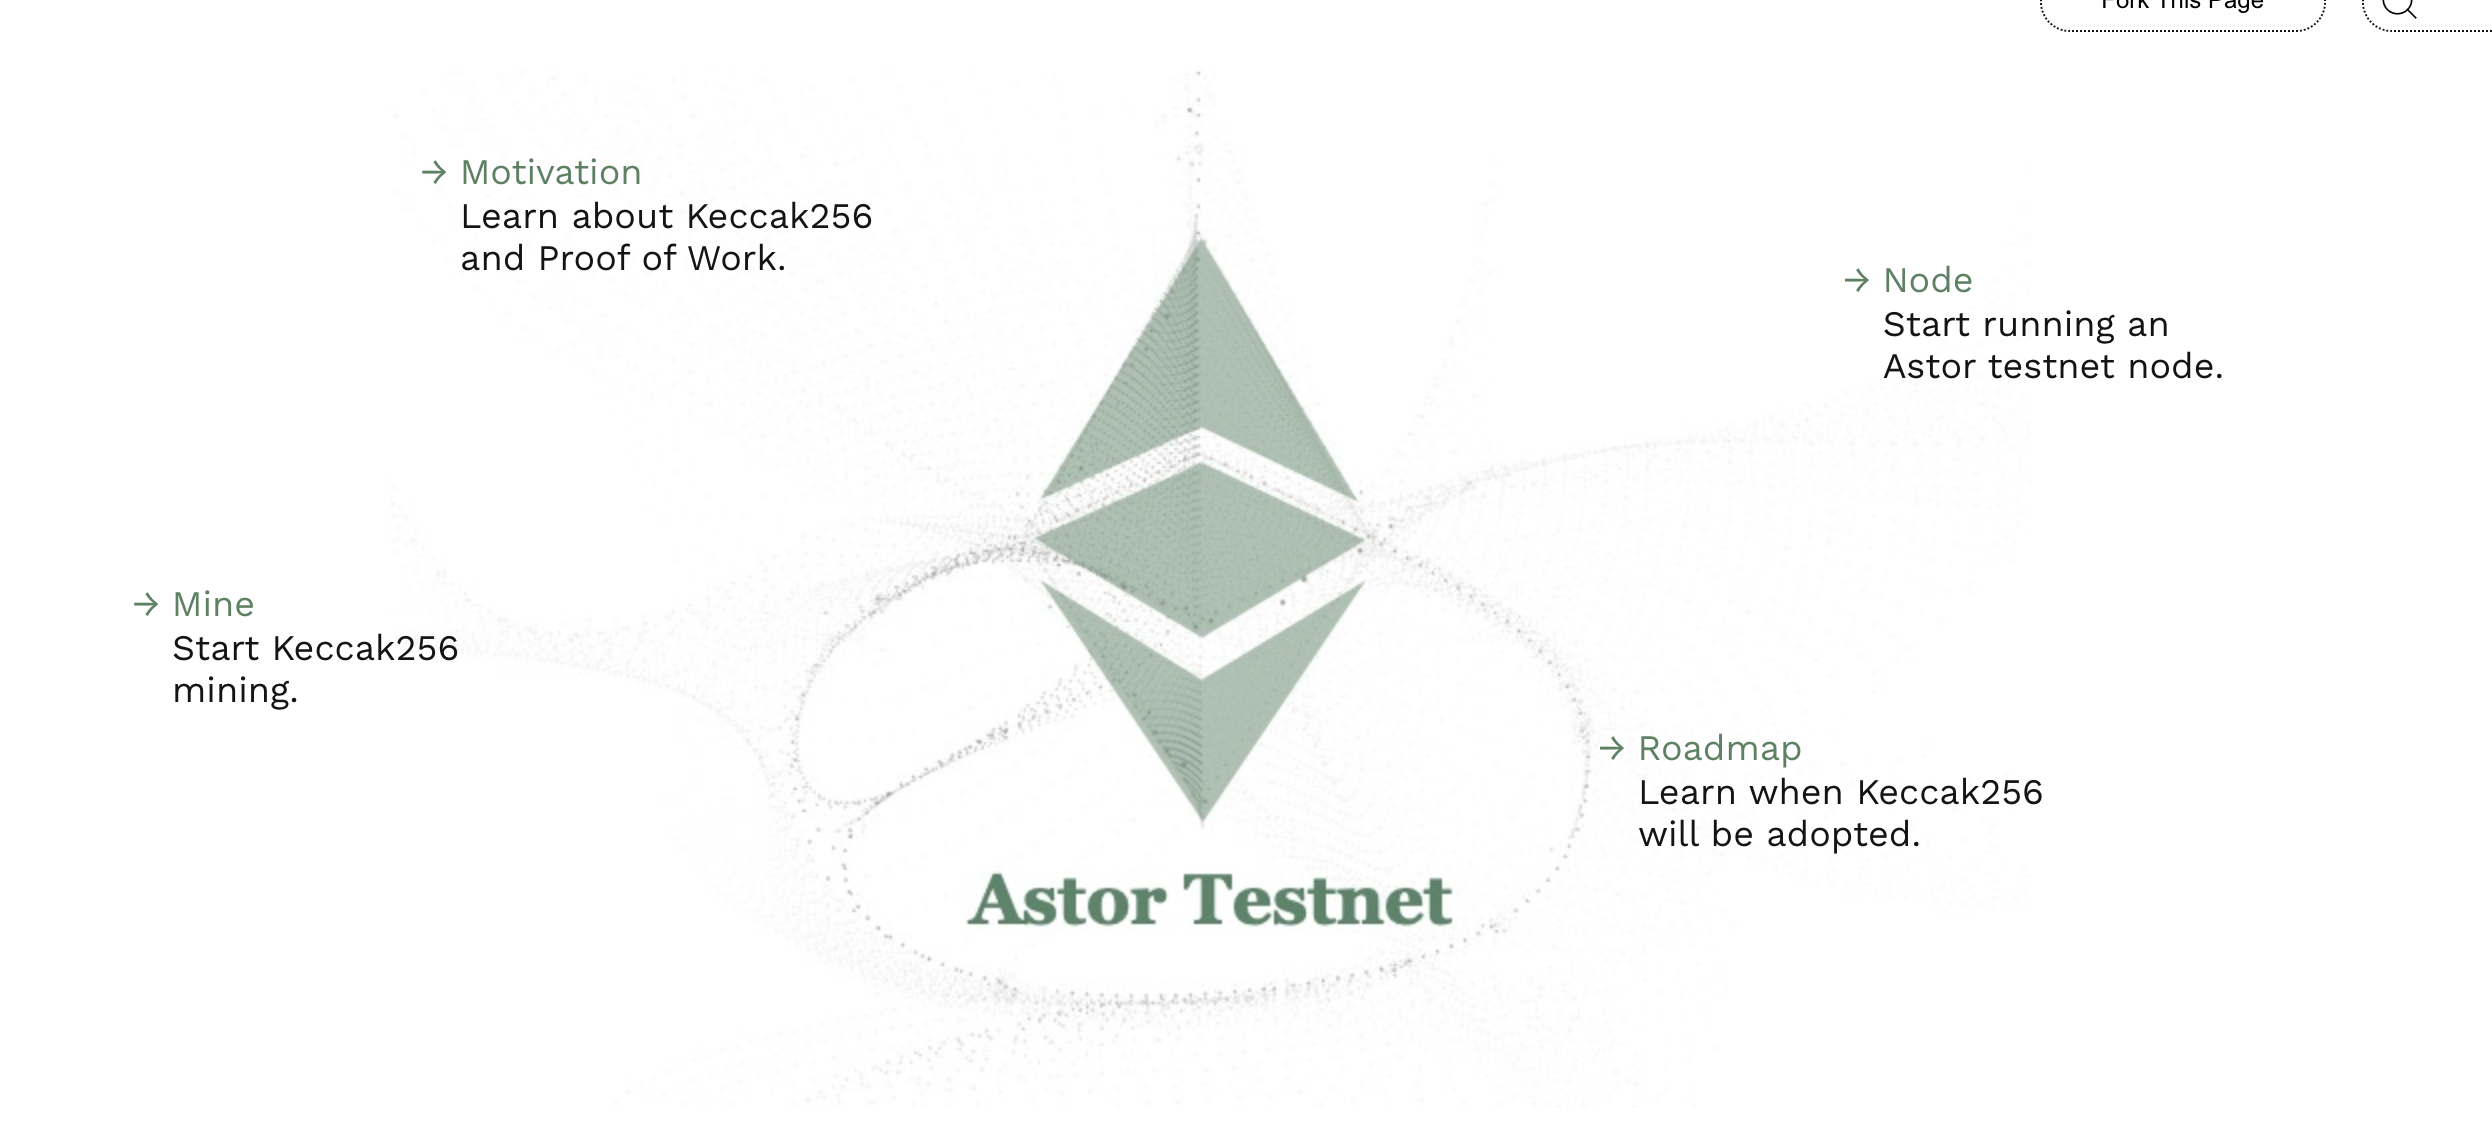 Fork This Page
→ Motivation
Learn about Keccak256
and Proof of Work.
→ Node
Start running an
Astor testnet node.
→ Mine
Start Keccak256
mining.
→ Roadmap
Learn when Keccak256
will be adopted.
Astor Testnet